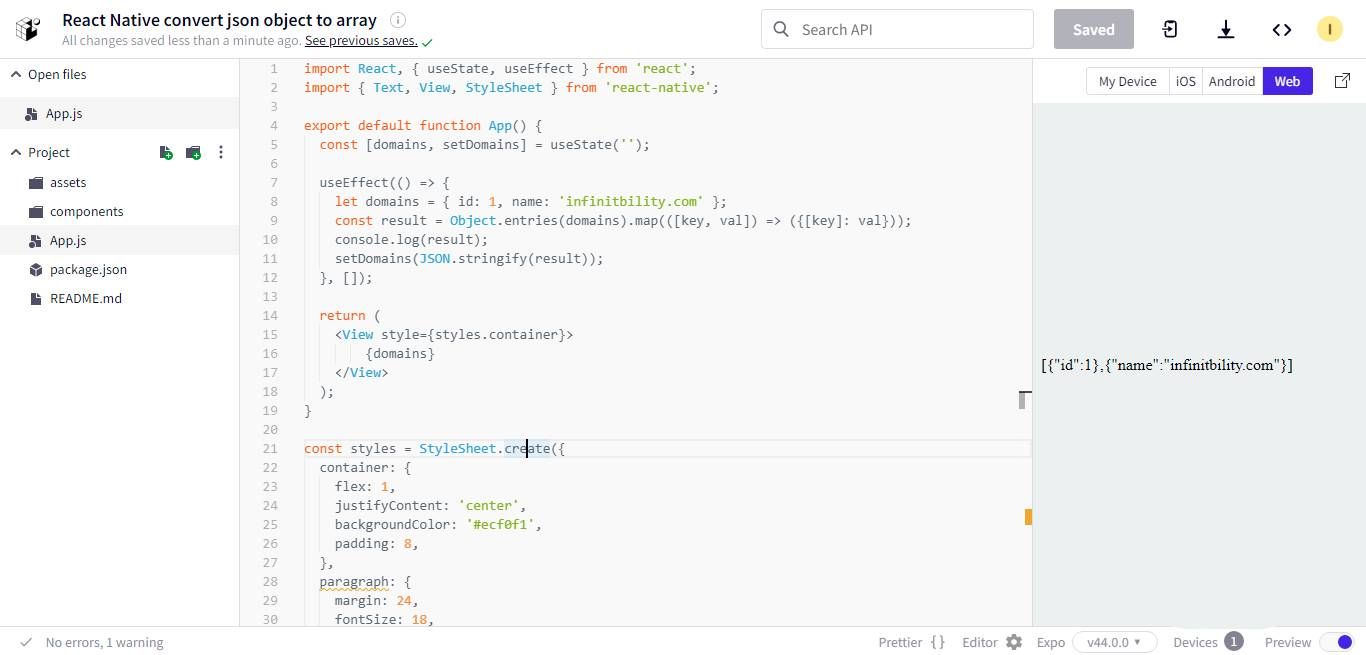 React Native convert json object to array
All changes saved less than a minute ago. See previous saves.
Search API
Saved
I
Open files
App.js
Project
assets
components
App.js
package.json
README.md
1 import React, { useState, useEffect } from 'react';
2 import { Text, View, StyleSheet } from 'react-native';
3
4 export default function App() {
5 const [domains, setDomains] = useState('');
6
7 useEffect(() => {
8 let domains = { id: 1, name: 'infinitbility.com' };
9 const result = Object.entries(domains).map(([key, val]) => ({[key]: val}));
10 console.log(result);
11 setDomains(JSON.stringify(result));
12 }, []);
13
14 return (
15 <View style={styles.container}>
16 {domains}
17 </View>
18 );
19 }
20
21 const styles = StyleSheet.create({
22 container: {
23 flex: 1,
24 justifyContent: 'center',
25 backgroundColor: '#ecf0f1',
26 padding: 8,
27 },
28 paragraph: {
29 margin: 24,
30 fontSize: 18,
My Device iOS Android Web
[{"id":1},{"name":"infinitbility.com"}]
No errors, 1 warning
Prettier {} Editor Expo v44.0.0 Devices 1 Preview